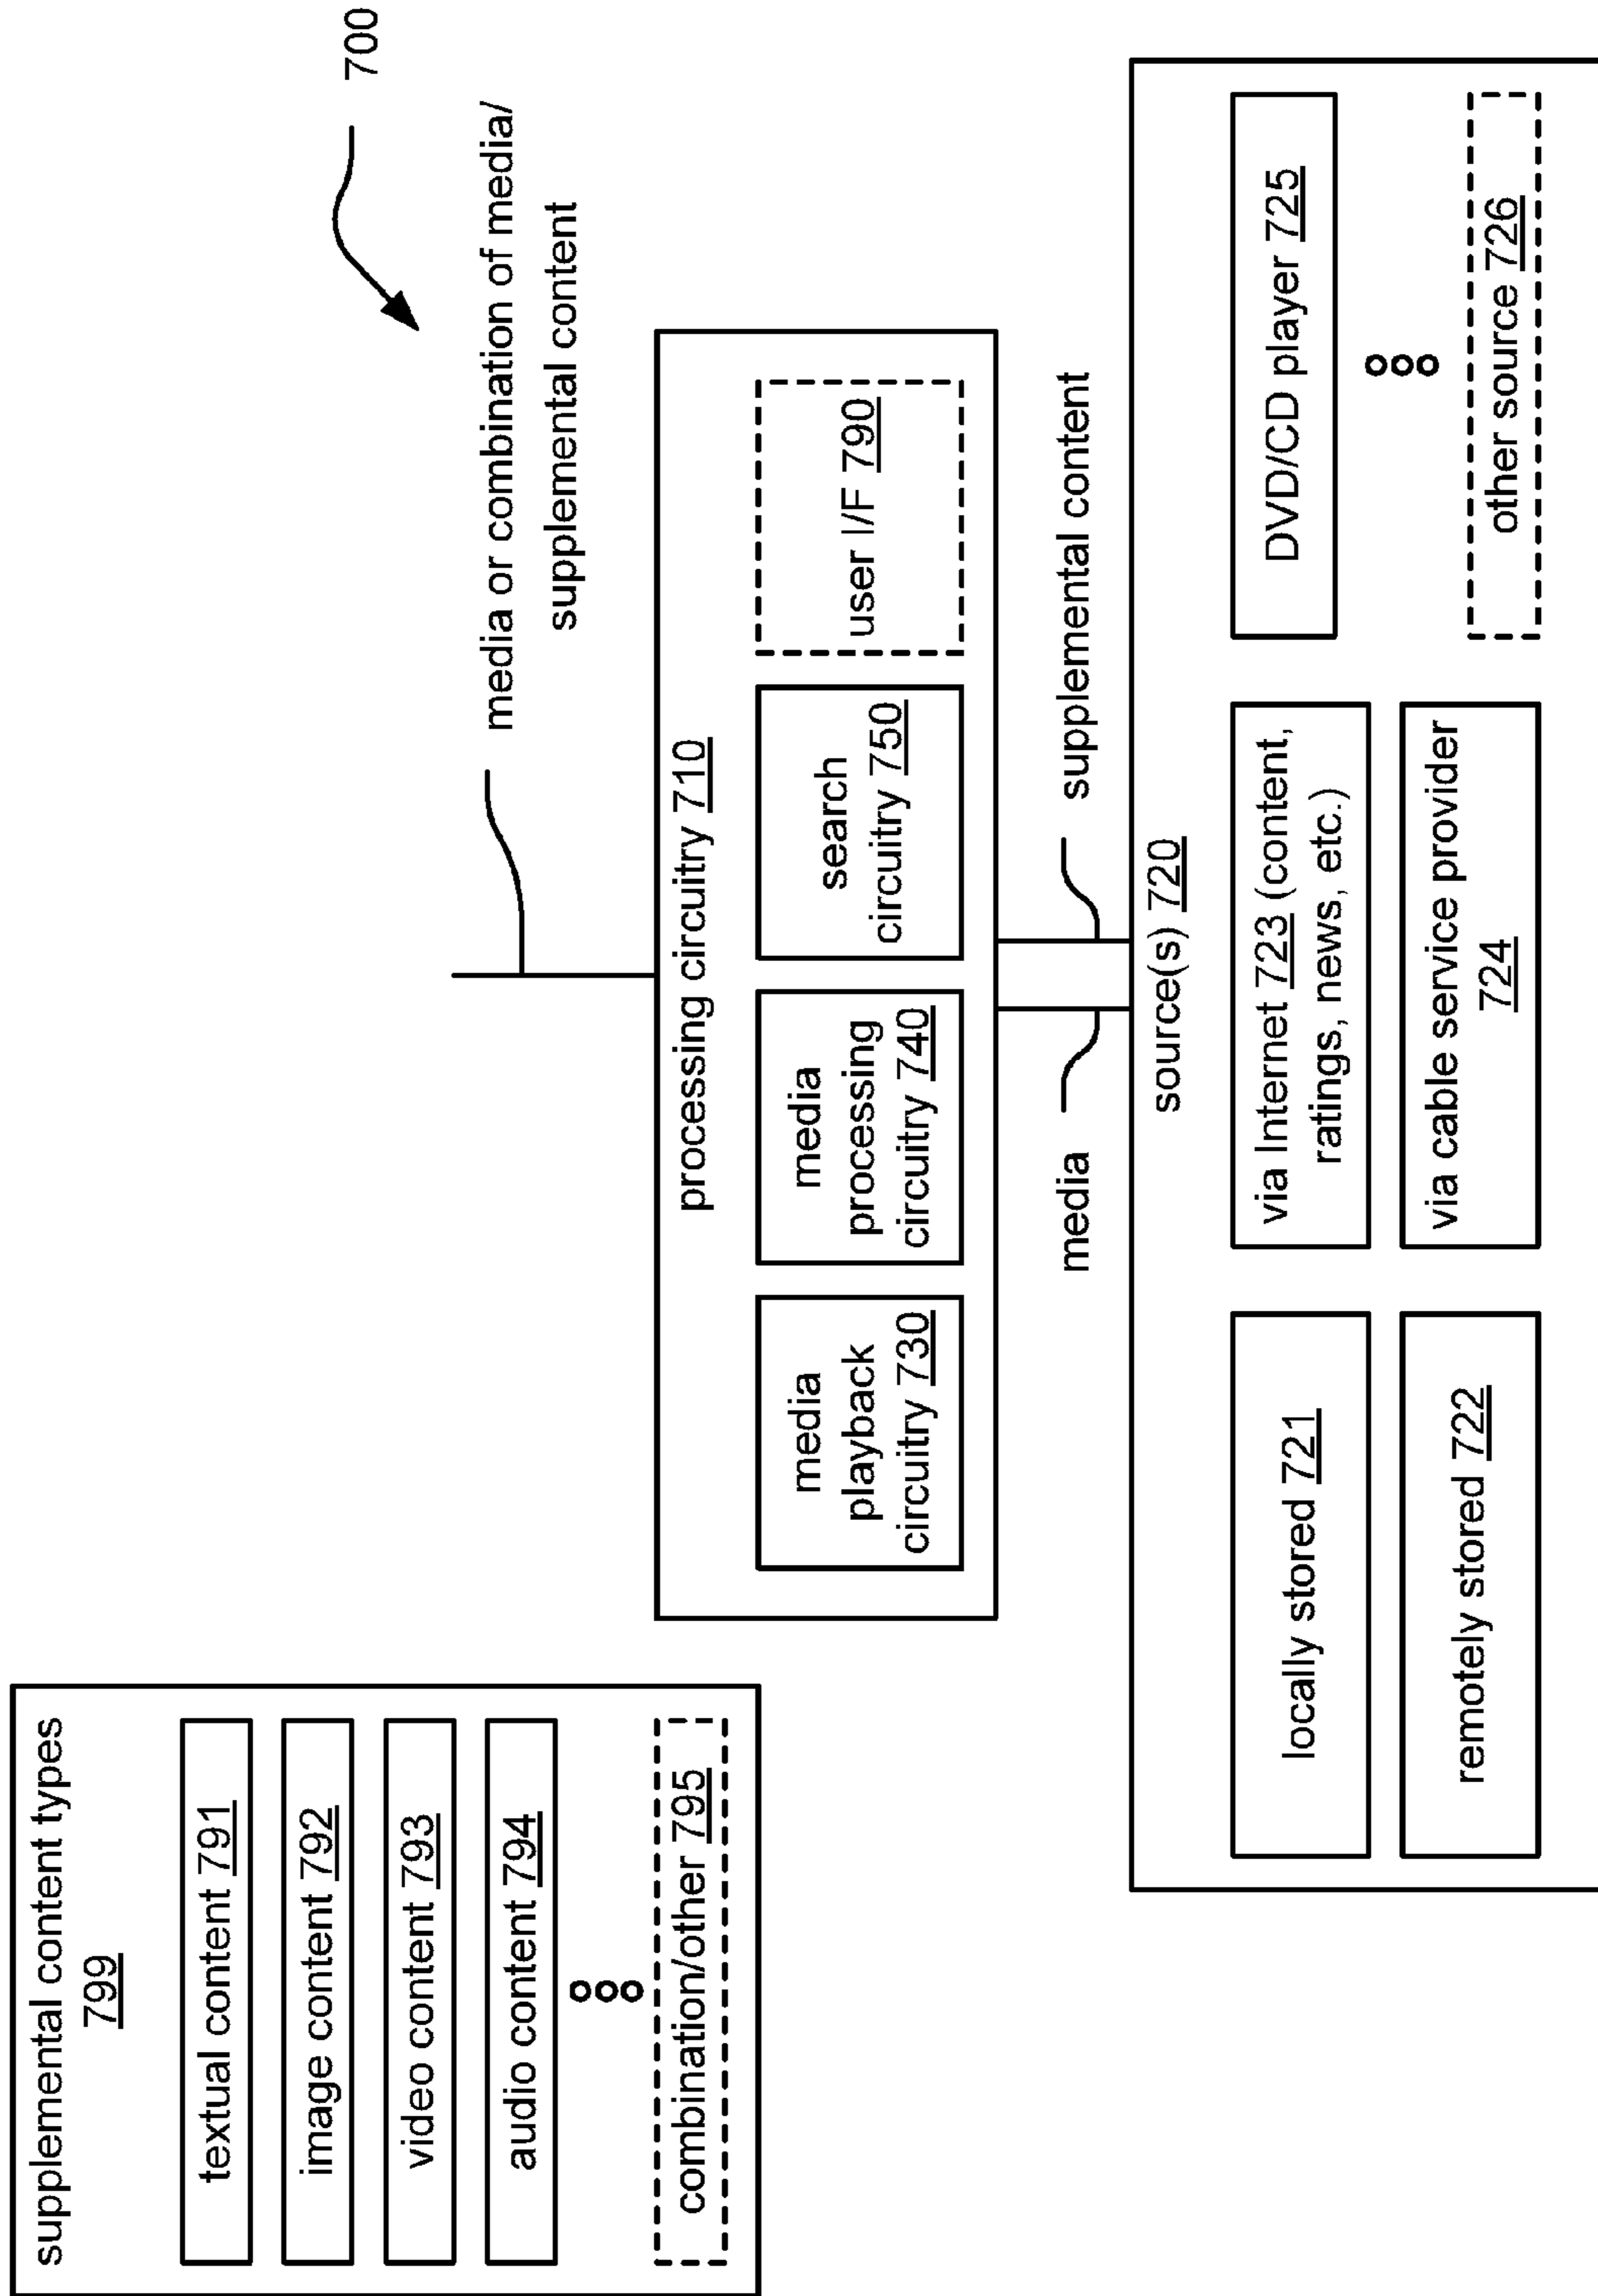 supplemental content types
799
textual content 791
image content 792
video content 793
audio content 794
combination/other 795
700
media or combination of media/
supplemental content
processing circuitry 710
media
playback
circuitry 730
media
processing
circuitry 740
search
circuitry 750
user I/F 790
media
supplemental content
source(s) 720
locally stored 721
remotely stored 722
via Internet 723 (content,
ratings, news, etc.)
via cable service provider
724
DVD/CD player 725
other source 726